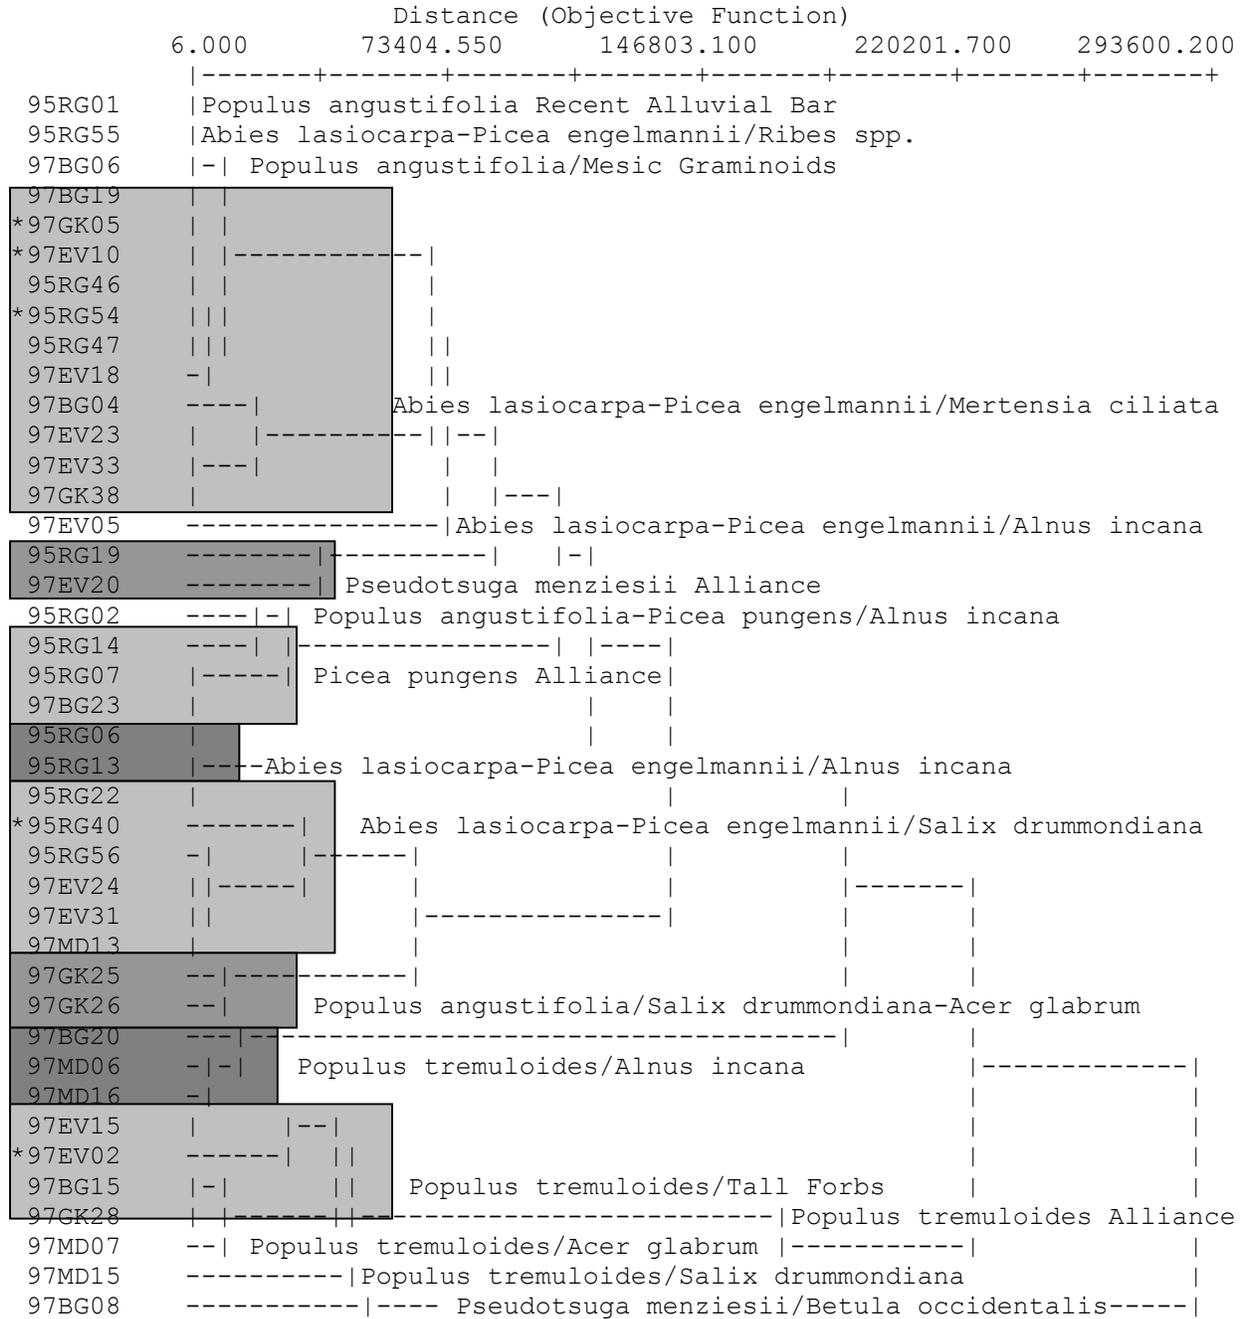 Distance (Objective Function)
6.000 73404.550 146803.100 220201.700 293600.200
|-------+-------+-------+-------+-------+-------+-------+-------+
95RG01 |Populus angustifolia Recent Alluvial Bar
95RG55 |Abies lasiocarpa-Picea engelmannii/Ribes spp.
97BG06 |-| Populus angustifolia/Mesic Graminoids
97BG19 | |
*97GK05 | |
*97EV10 | |------------|
95RG46 | | |
*95RG54 ||| |
95RG47 ||| ||
97EV18 -| ||
97BG04 ----| Abies lasiocarpa-Picea engelmannii/Mertensia ciliata
97EV23 | |----------||--|
97EV33 |---| | |
97GK38 | | |---|
97EV05 ----------------|Abies lasiocarpa-Picea engelmannii/Alnus incana
95RG19 --------|----------| |-|
97EV20 --------| Pseudotsuga menziesii Alliance
95RG02 ----|-| Populus angustifolia-Picea pungens/Alnus incana
95RG14 ----| |----------------| |----|
95RG07 |-----| Picea pungens Alliance|
97BG23 | | |
95RG06 | | |
95RG13 |----Abies lasiocarpa-Picea engelmannii/Alnus incana
95RG22 | | |
*95RG40 -------| Abies lasiocarpa-Picea engelmannii/Salix drummondiana
95RG56 -| |------| | |
97EV24 ||-----| | | |-------|
97EV31 || |---------------| | |
97MD13 | | | |
97GK25 --|-----------| | |
97GK26 --| Populus angustifolia/Salix drummondiana-Acer glabrum
97BG20 ---|-------------------------------------| |
97MD06 -|-| Populus tremuloides/Alnus incana |-------------|
97MD16 -| | |
97EV15 | |--| | |
*97EV02 ------| || | |
97BG15 |-| || Populus tremuloides/Tall Forbs | |
97GK28 | |------||--------------------------|Populus tremuloides Alliance
97MD07 --| Populus tremuloides/Acer glabrum |-----------| |
97MD15 ----------|Populus tremuloides/Salix drummondiana |
97BG08 -----------|---- Pseudotsuga menziesii/Betula occidentalis-----|